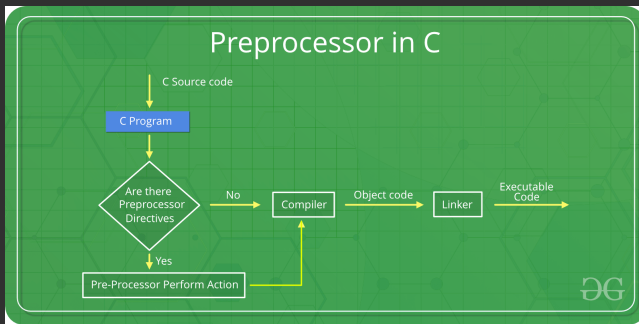 Preprocessor in C
C Source code
C Program
Are there
Preprocessor
Directives
No
Compiler
Object code
Linker
Executable
Code
Yes
Pre-Processor Perform Action